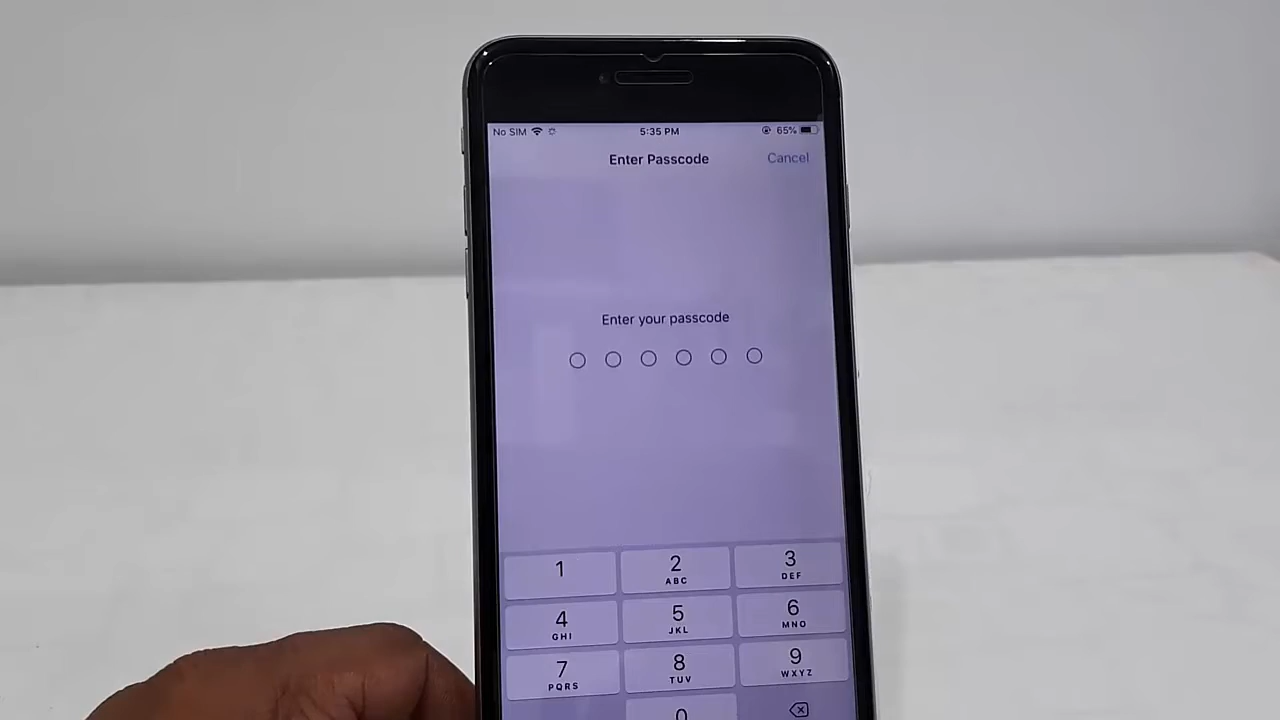 No SIM 5:35 PM 65%
Enter Passcode Cancel
Enter your passcode
1 2 3
ABC DEF
4 5 6
GHI JKL MNO
7 8 9
PQRS TUV WXYZ
0